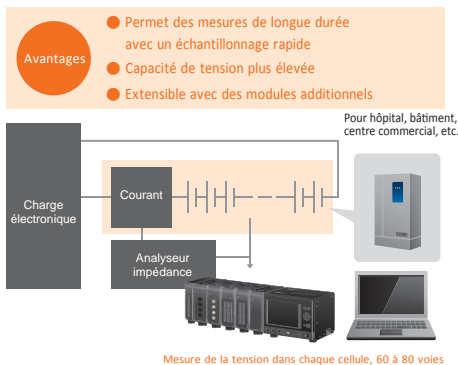 Avantages
Permet des mesures de longue durée
avec un échantillonnage rapide
Capacité de tension plus élevée
Extensible avec des modules additionnels
Pour hôpital, bâtiment,
centre commercial, etc.
Charge
électronique
Courant
Analyseur
impédance
Mesure de la tension dans chaque cellule, 60 à 80 voies